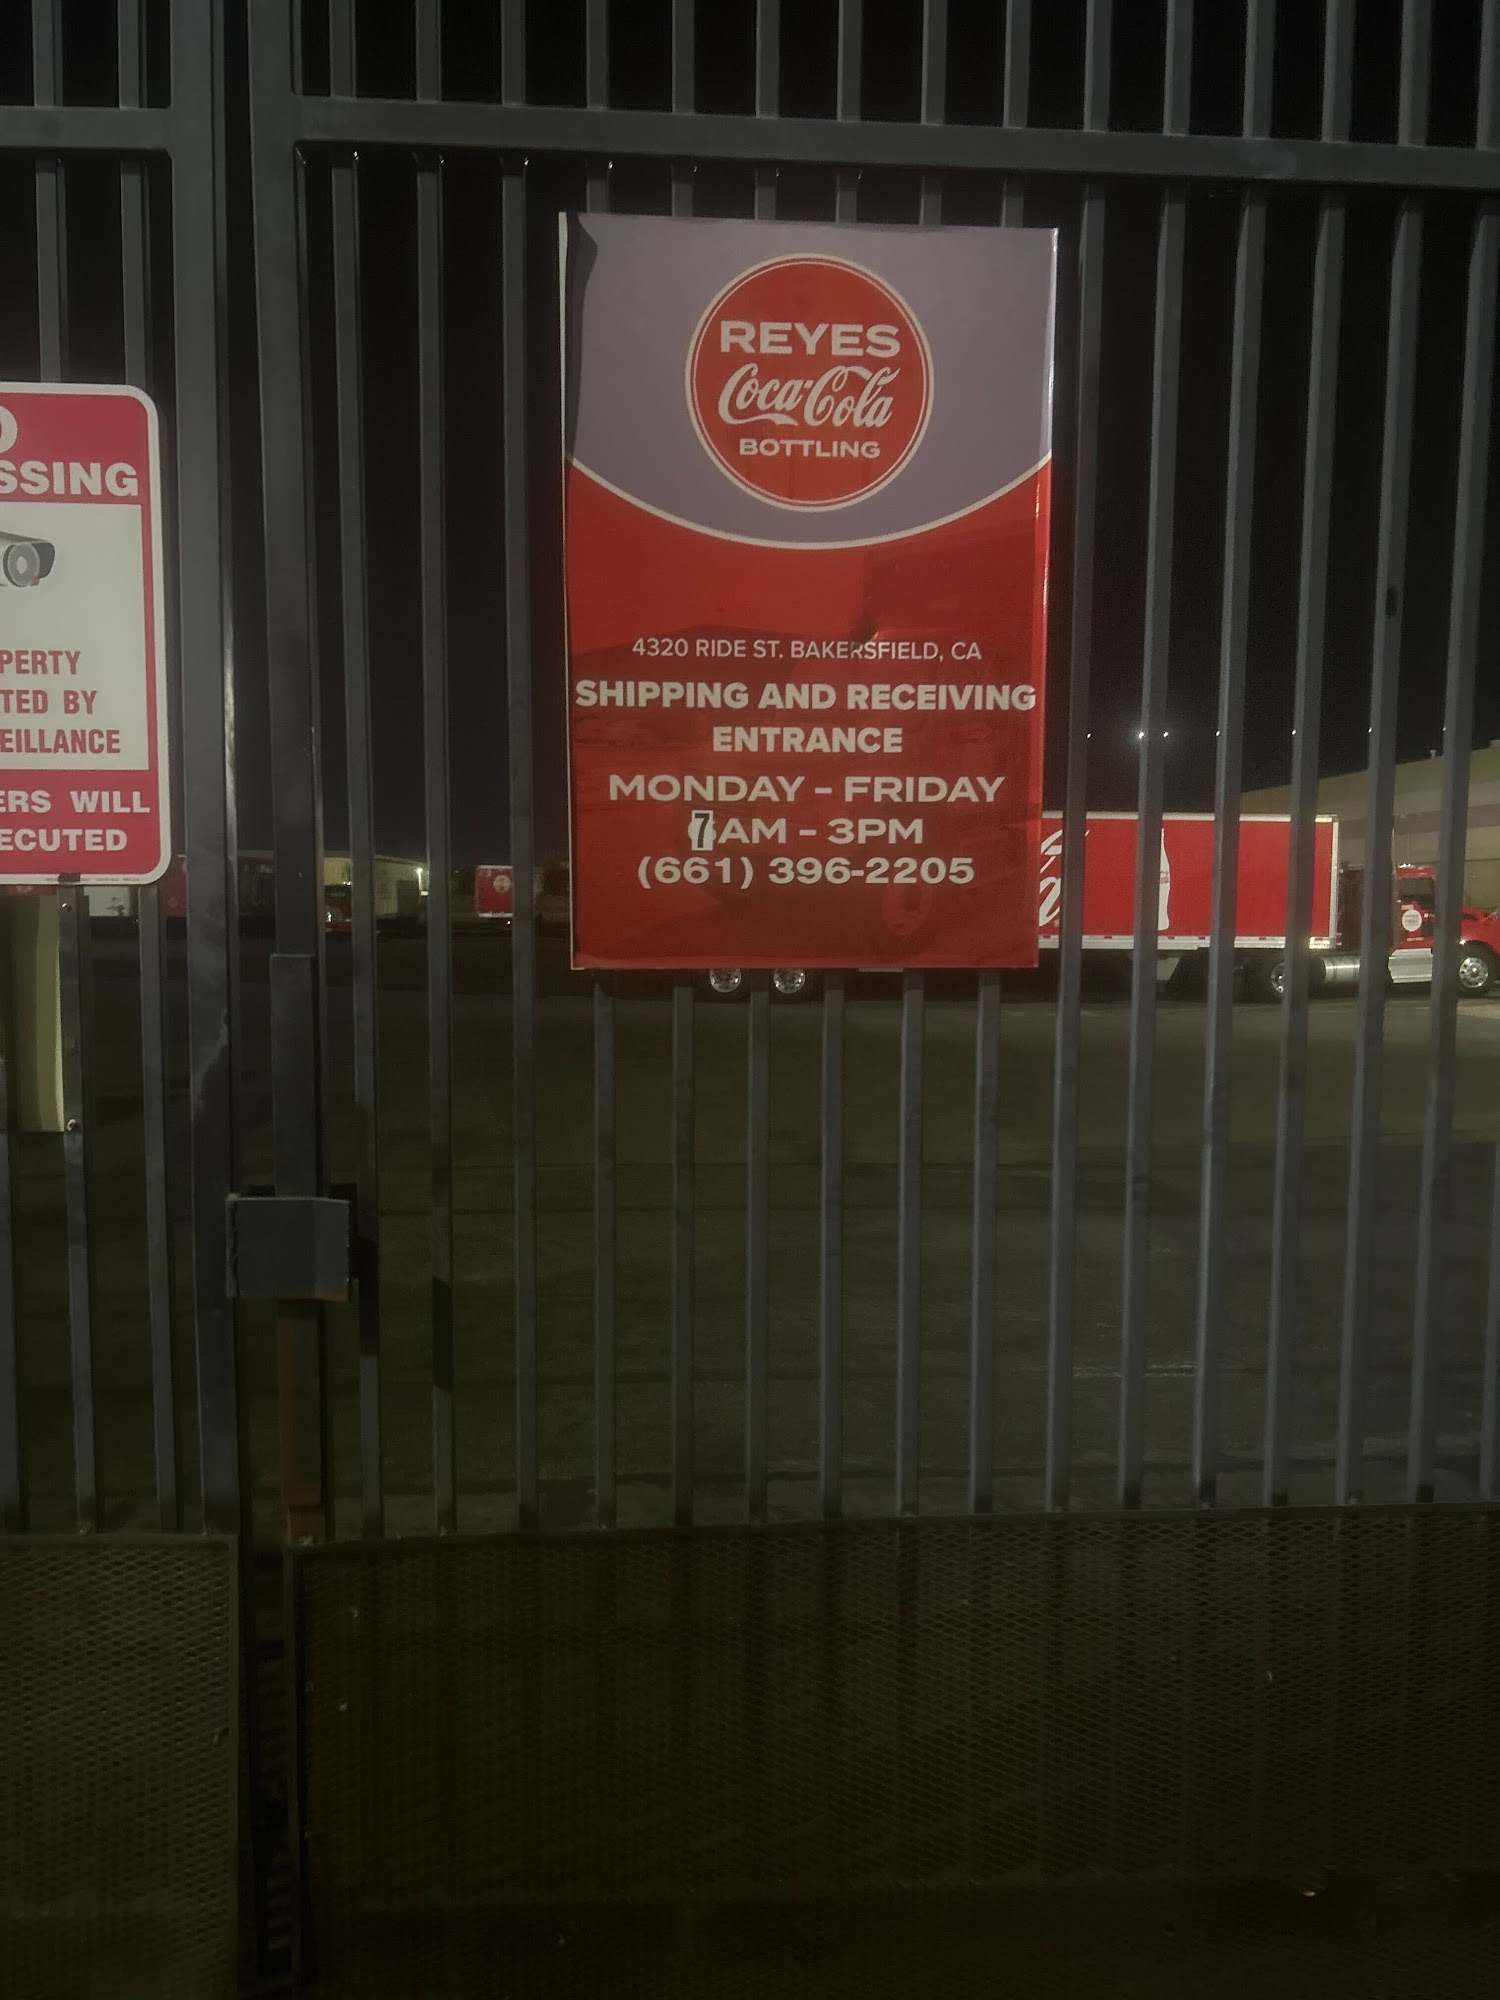 SSING
PERTY
TED BY
EILLANCE
ERS WILL
ECUTED
REYES
Coca-Cola
BOTTLING
4320 RIDE ST. BAKERSFIELD, CA
SHIPPING AND RECEIVING
ENTRANCE
MONDAY - FRIDAY
7AM - 3PM
(661) 396-2205